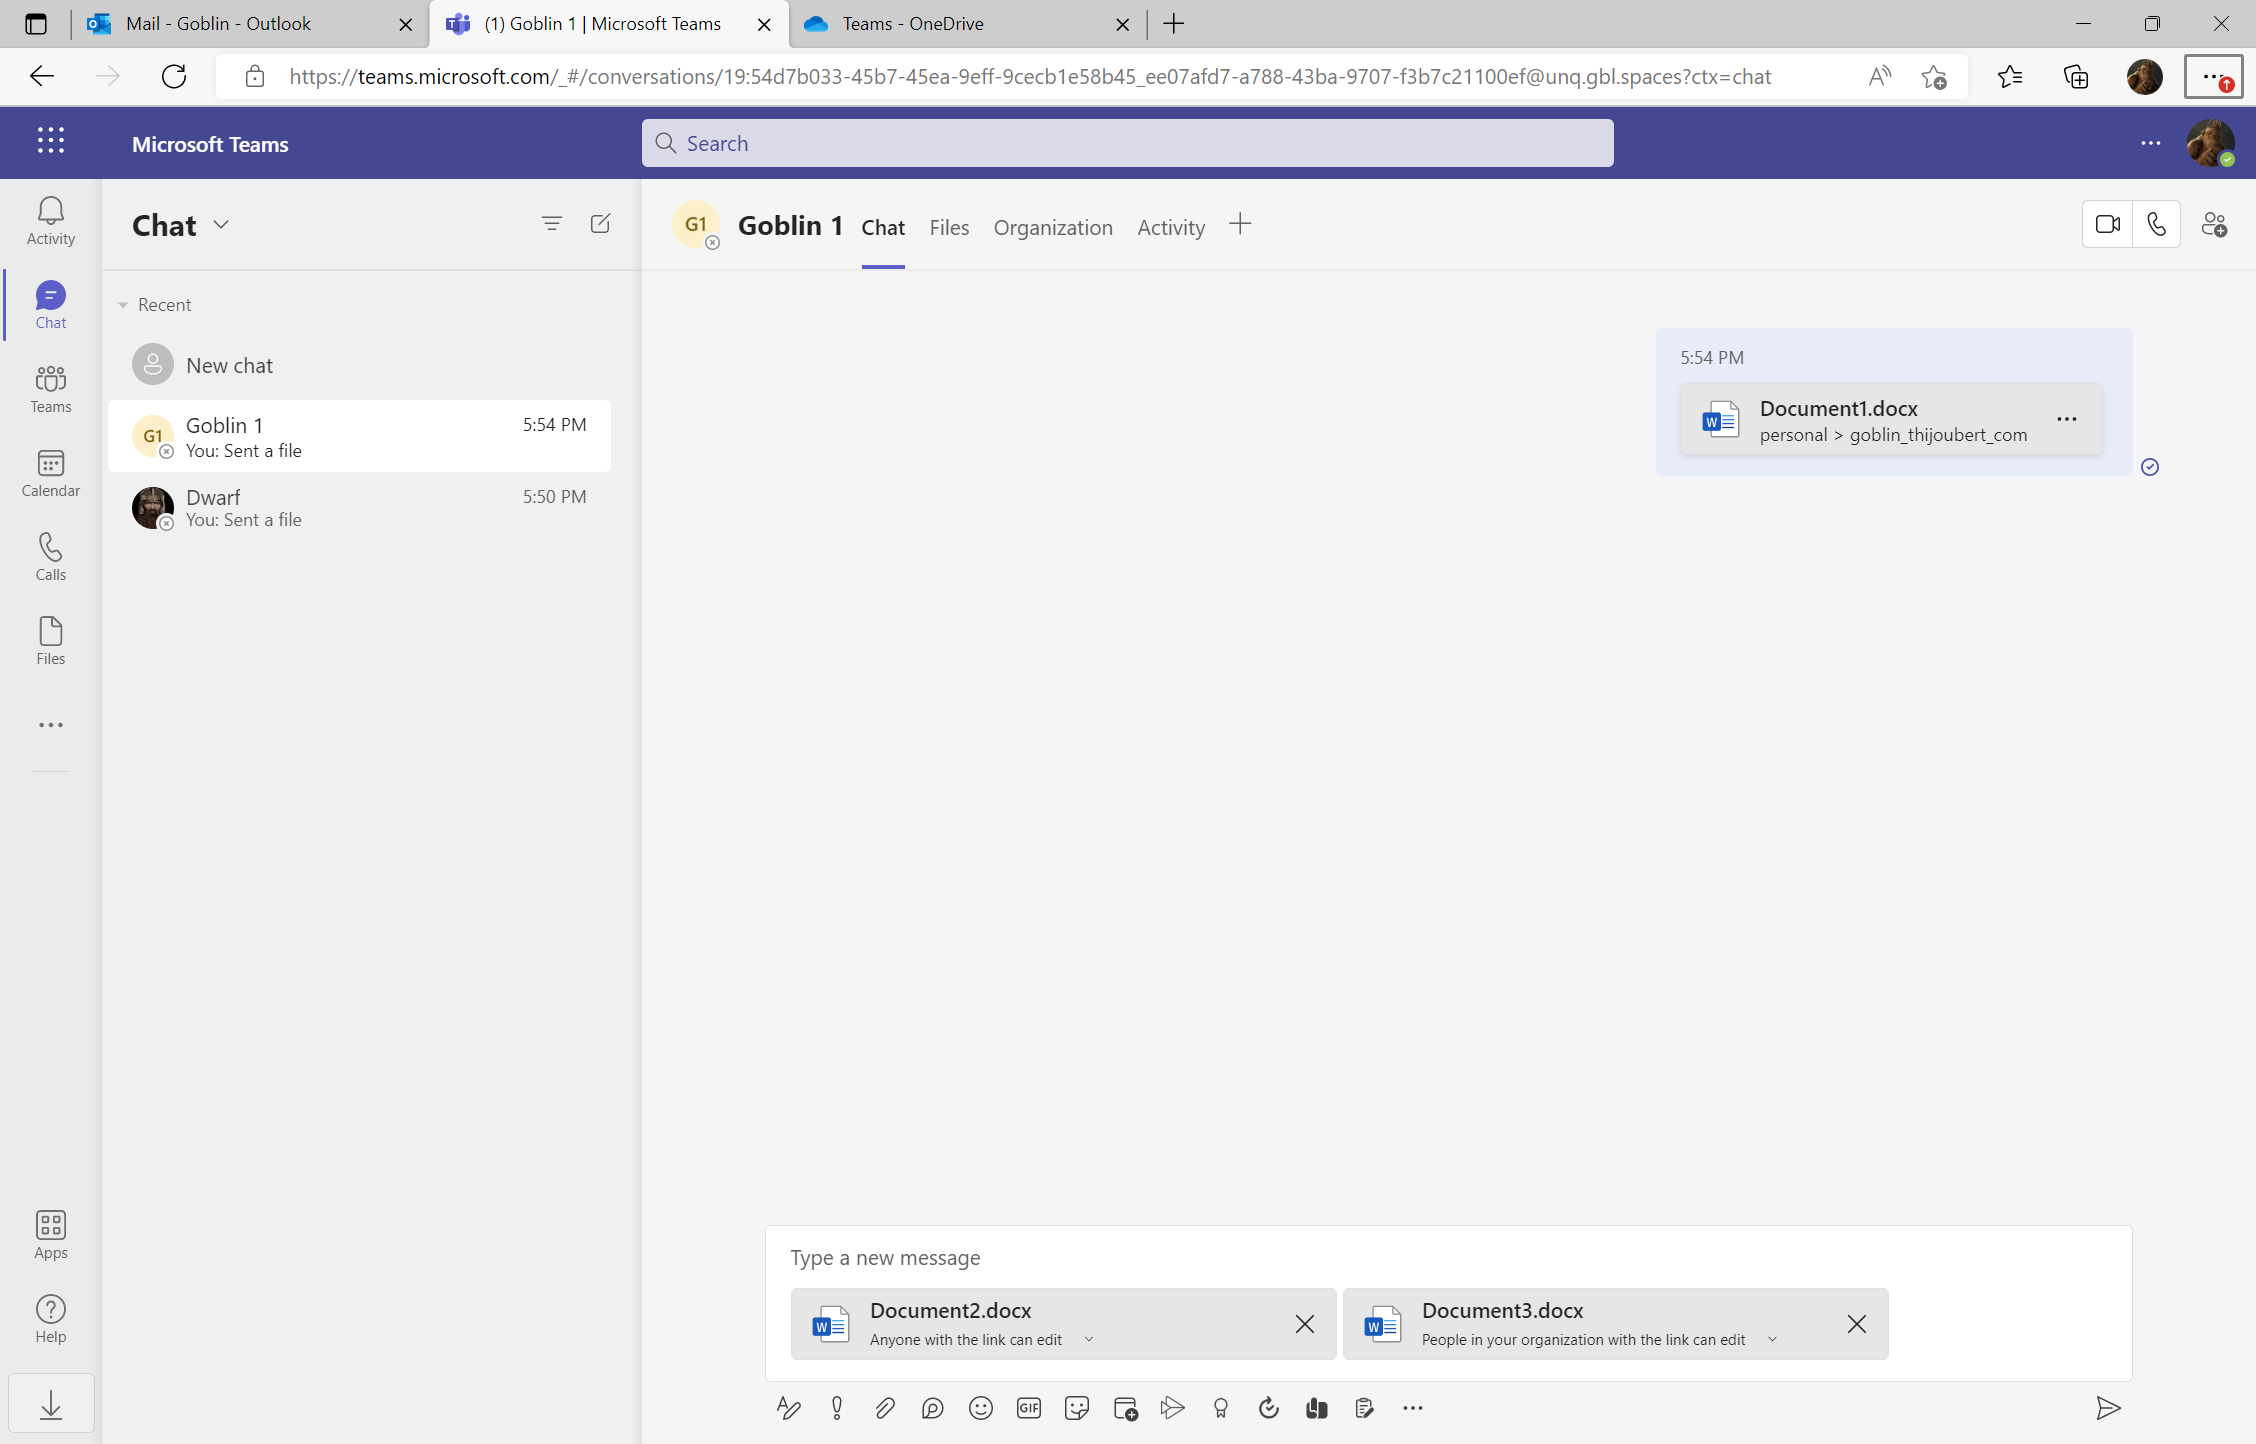 Mail - Goblin - Outlook
(1) Goblin 1 | Microsoft Teams
Teams - OneDrive
https://teams.microsoft.com/_#/conversations/19:54d7b033-45b7-45ea-9eff-9cecb1e58b45_ee07afd7-a788-43ba-9707-f3b7c21100ef@unq.gbl.spaces?ctx=chat
Microsoft Teams
Search
Activity
Chat
Teams
Calendar
Calls
Files
Apps
Help
Chat
Recent
New chat
G1
Goblin 1
5:54 PM
You: Sent a file
Dwarf
5:50 PM
You: Sent a file
G1
Goblin 1
Chat
Files
Organization
Activity
5:54 PM
Document1.docx
personal > goblin_thijoubert_com
Type a new message
Document2.docx
Anyone with the link can edit
Document3.docx
People in your organization with the link can edit
GIF